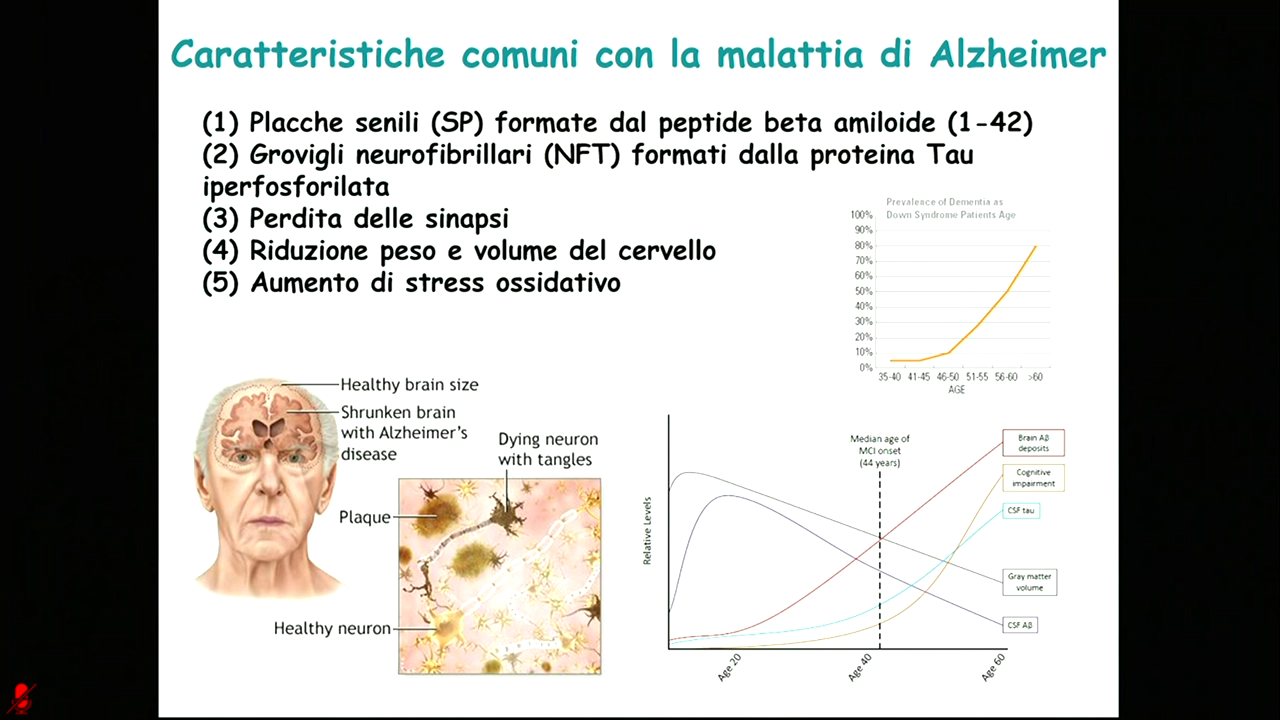 Caratteristiche comuni con la malattia di Alzheimer
(1) Placche senili (SP) formate dal peptide beta amiloide (1-42)
(2) Grovigli neurofibrillari (NFT) formati dalla proteina Tau
iperfosforilata
(3) Perdita delle sinapsi
(4) Riduzione peso e volume del cervello
(5) Aumento di stress ossidativo
Prevalence of Dementia as
Down Syndrome Patients Age
100%
90%
80%
70%
60%
50%
40%
30%
20%
10%
0%
35-40 41-45 46-50 51-55 56-60 >60
AGE
Healthy brain size
Shrunken brain
with Alzheimer's
disease
Dying neuron
with tangles
Plaque
Healthy neuron
Relative Levels
Median age of
MCI onset
(44 years)
Brain Aβ
deposits
Cognitive
impairment
CSF tau
Gray matter
volume
CSF Aβ
Age 20
Age 40
Age 60